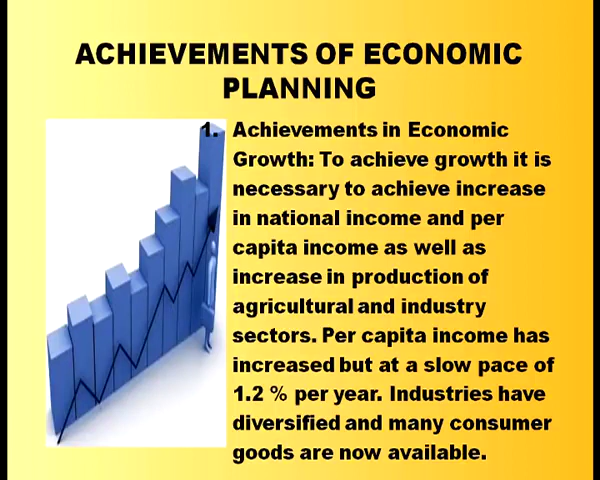 ACHIEVEMENTS OF ECONOMIC
PLANNING
1. Achievements in Economic
Growth: To achieve growth it is
necessary to achieve increase
in national income and per
capita income as well as
increase in production of
agricultural and industry
sectors. Per capita income has
increased but at a slow pace of
1.2 % per year. Industries have
diversified and many consumer
goods are now available.